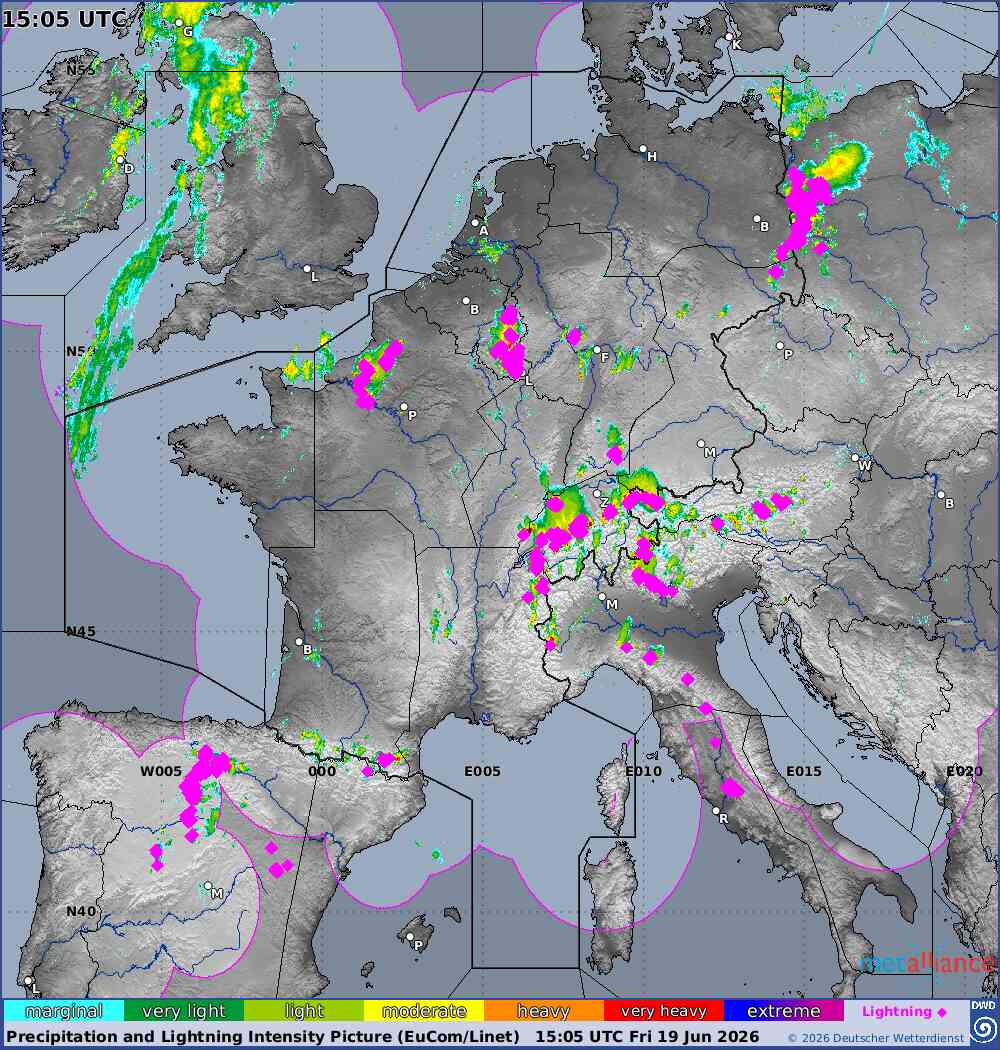 15:05 UTC
G
K
N55
D
H
A
B
B
L
B
N50
F
P
L
P
M
W
Z
B
M
N45
B
W005
000
E005
E010
E015
E020
R
M
N40
P
metalliance
L
marginal very light light moderate heavy very heavy extreme Lightning DWD
Precipitation and Lightning Intensity Picture (EuCom/Linet) 15:05 UTC Fri 19 Jun 2026 © 2026 Deutscher Wetterdienst